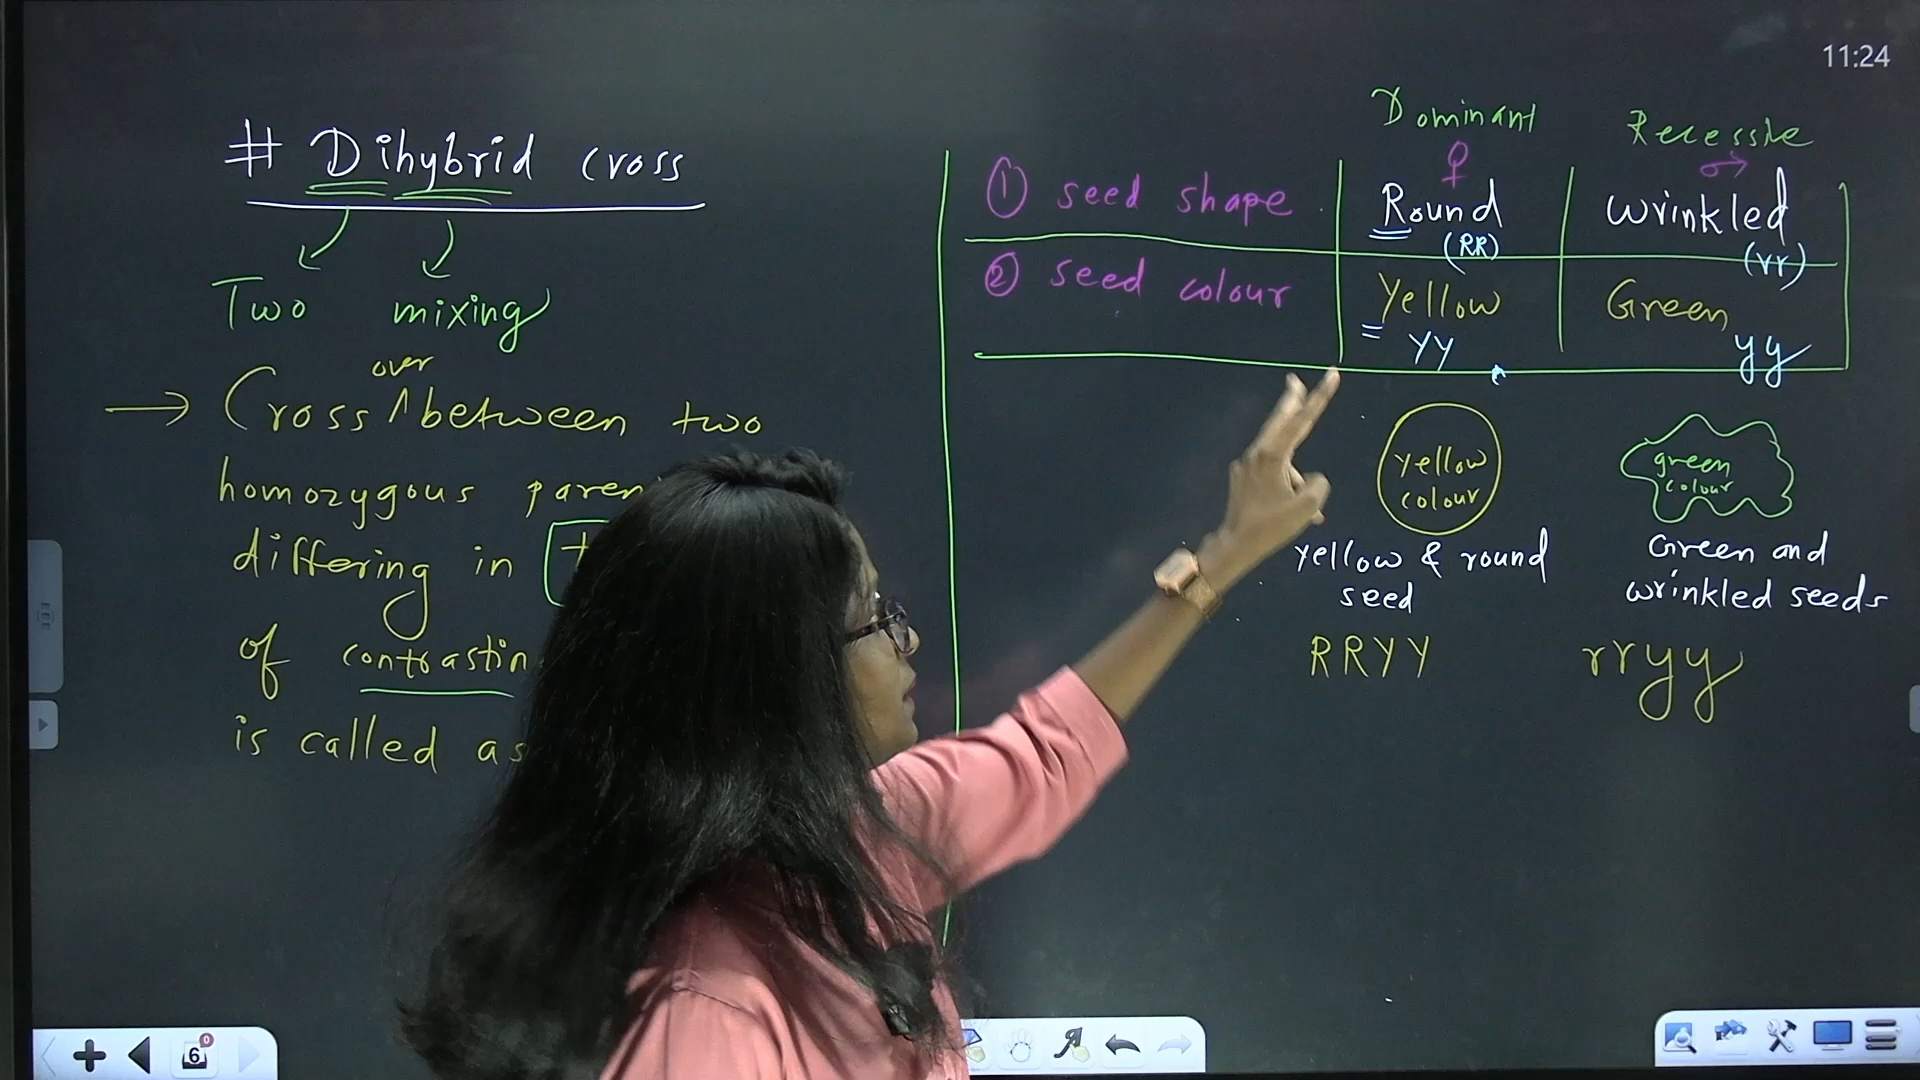 11:24
# Dihybrid cross
Two mixing
→ Cross over ^ between two
homozygous
differing in
of
is called as
Dominant Recessive
♀ ♂
① seed shape Round (RR) Wrinkled (rr)
② seed colour Yellow YY Green yy
yellow
colour
green
colour
yellow & round
seed
Green and
wrinkled seeds
RRYY rryy
6
0